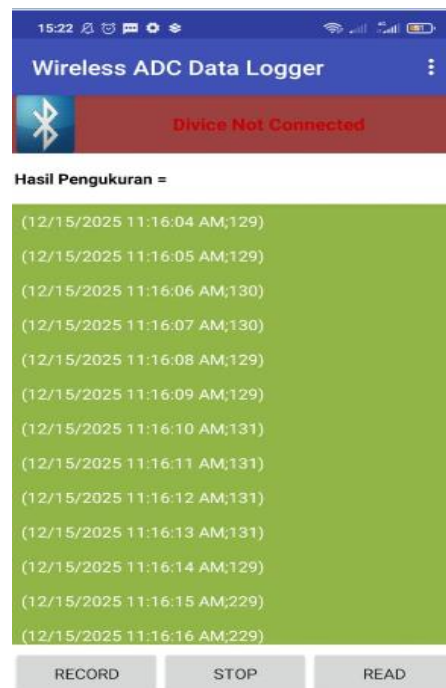 15:22
Wireless ADC Data Logger
Divice Not Connected
Hasil Pengukuran =
(12/15/2025 11:16:04 AM;129)
(12/15/2025 11:16:05 AM;129)
(12/15/2025 11:16:06 AM;130)
(12/15/2025 11:16:07 AM;130)
(12/15/2025 11:16:08 AM;129)
(12/15/2025 11:16:09 AM;129)
(12/15/2025 11:16:10 AM;131)
(12/15/2025 11:16:11 AM;131)
(12/15/2025 11:16:12 AM;131)
(12/15/2025 11:16:13 AM;131)
(12/15/2025 11:16:14 AM;129)
(12/15/2025 11:16:15 AM;229)
(12/15/2025 11:16:16 AM;229)
RECORD STOP READ